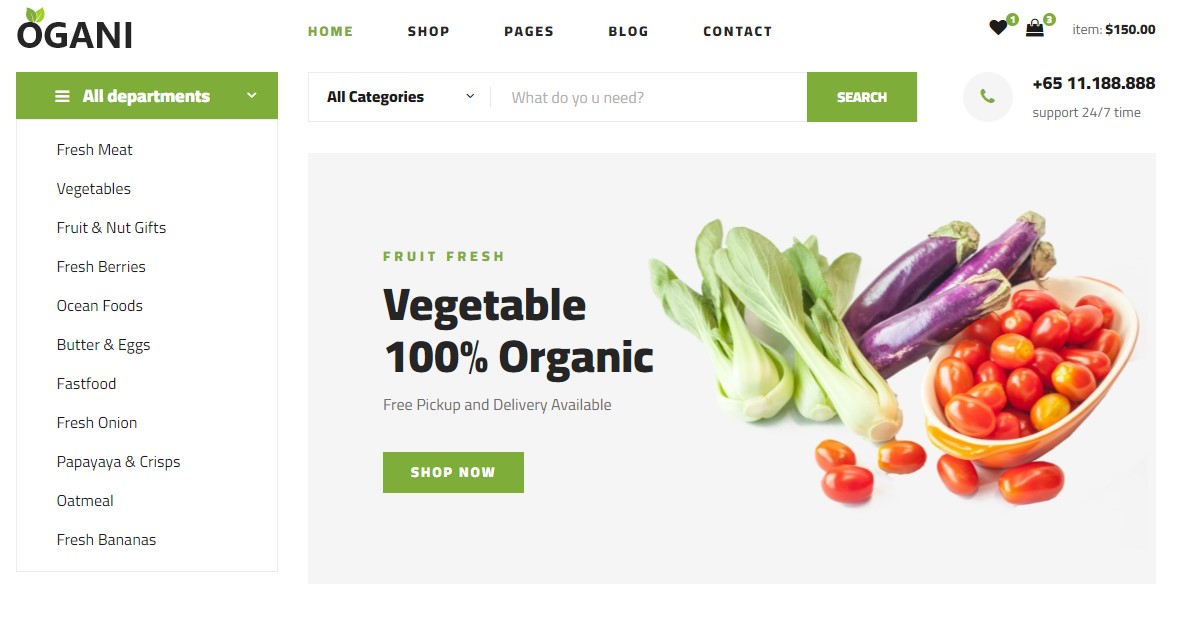 OGANI
HOME SHOP PAGES BLOG CONTACT
1 3 item: $150.00
All departments
All Categories What do yo u need? SEARCH
+65 11.188.888
support 24/7 time
Fresh Meat
Vegetables
Fruit & Nut Gifts
Fresh Berries
Ocean Foods
Butter & Eggs
Fastfood
Fresh Onion
Papayaya & Crisps
Oatmeal
Fresh Bananas
FRUIT FRESH
Vegetable
100% Organic
Free Pickup and Delivery Available
SHOP NOW